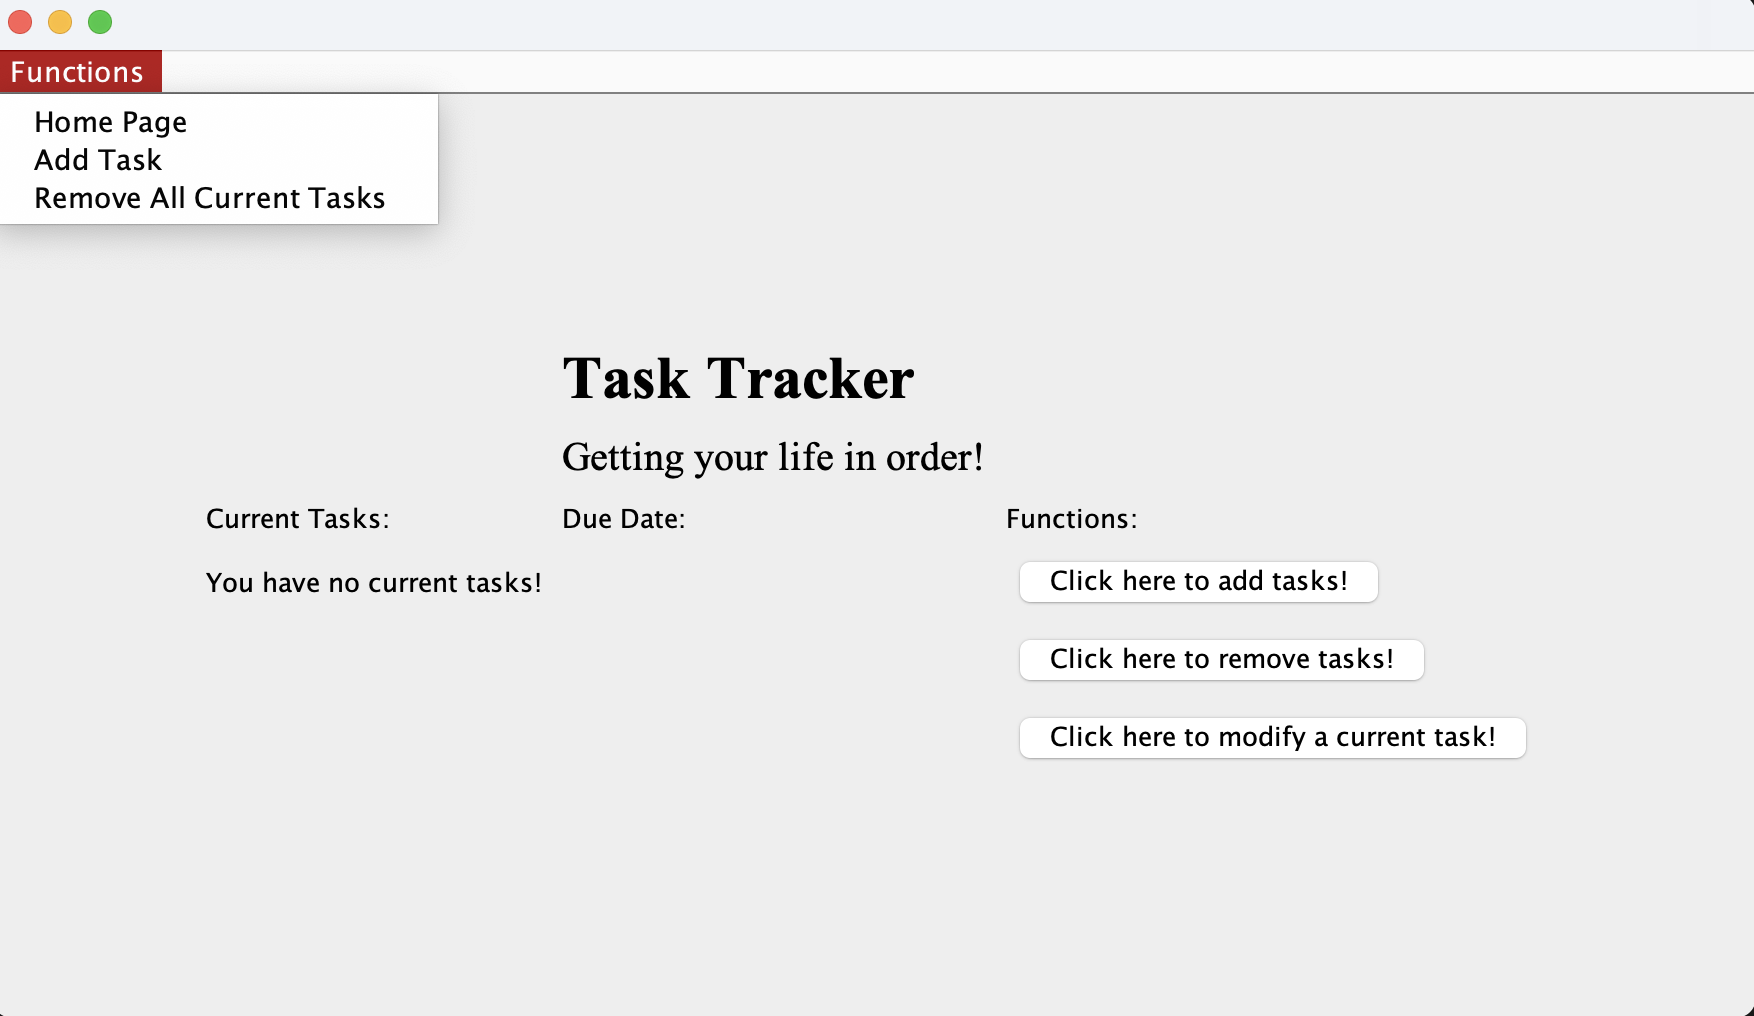 Functions
Home Page
Add Task
Remove All Current Tasks
Task Tracker
Getting your life in order!
Current Tasks: Due Date: Functions:
You have no current tasks! Click here to add tasks!
Click here to remove tasks!
Click here to modify a current task!